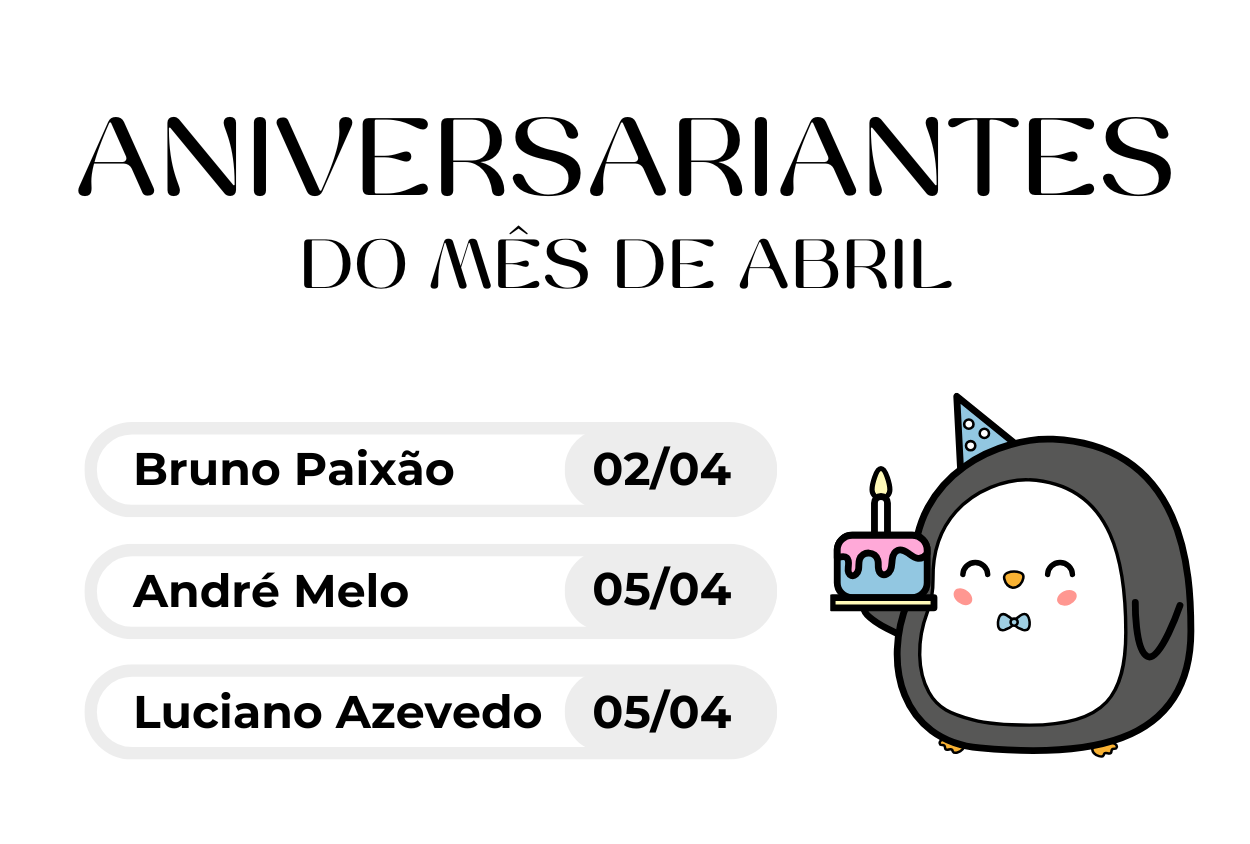 ANIVERSARIANTES
DO MÊS DE ABRIL
Bruno Paixão 02/04
André Melo 05/04
Luciano Azevedo 05/04